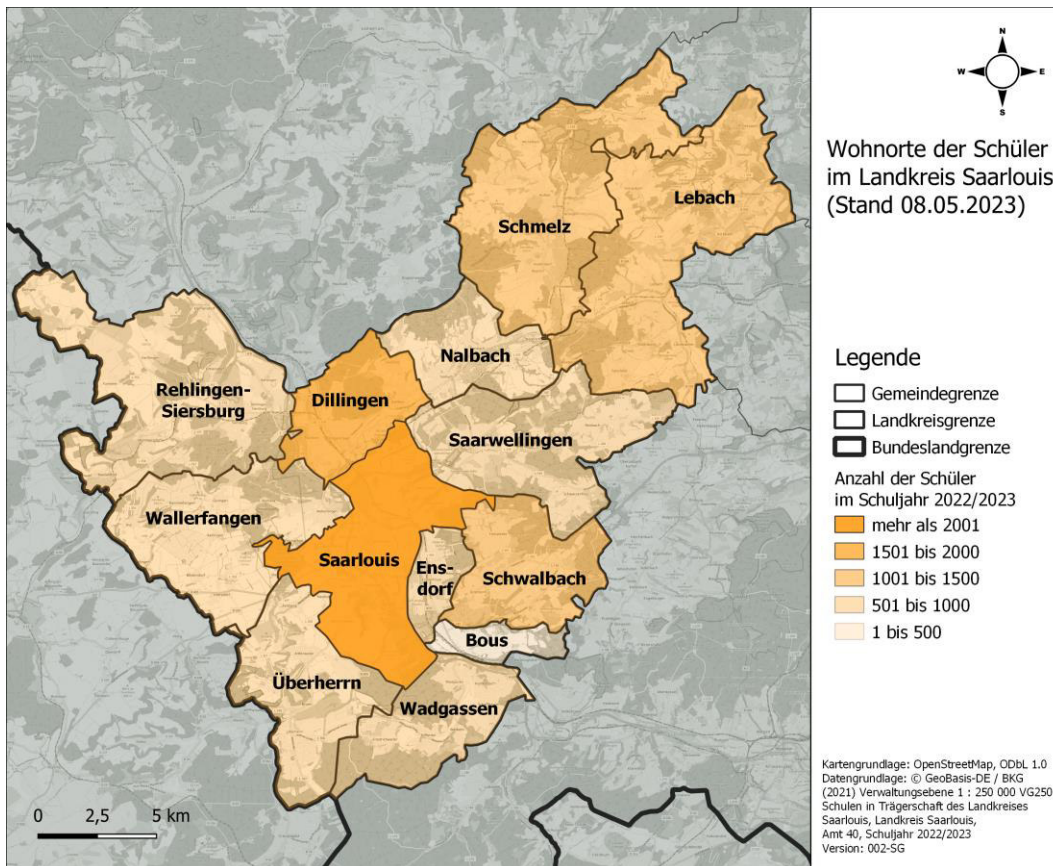 N
W
E
S
Wohnorte der Schüler
im Landkreis Saarlouis
(Stand 08.05.2023)
Lebach
Schmelz
Nalbach
Rehlingen-
Siersburg
Dillingen
Saarwellingen
Wallerfangen
Saarlouis
Ens-
dorf
Schwalbach
Bous
Überherrn
Wadgassen
Legende
Gemeindegrenze
Landkreisgrenze
Bundeslandgrenze
Anzahl der Schüler
im Schuljahr 2022/2023
mehr als 2001
1501 bis 2000
1001 bis 1500
501 bis 1000
1 bis 500
0 2,5 5 km
Kartengrundlage: OpenStreetMap, ODbL 1.0
Datengrundlage: © GeoBasis-DE / BKG
(2021) Verwaltungsebene 1 : 250 000 VG250
Schulen in Trägerschaft des Landkreises
Saarlouis, Landkreis Saarlouis,
Amt 40, Schuljahr 2022/2023
Version: 002-SG